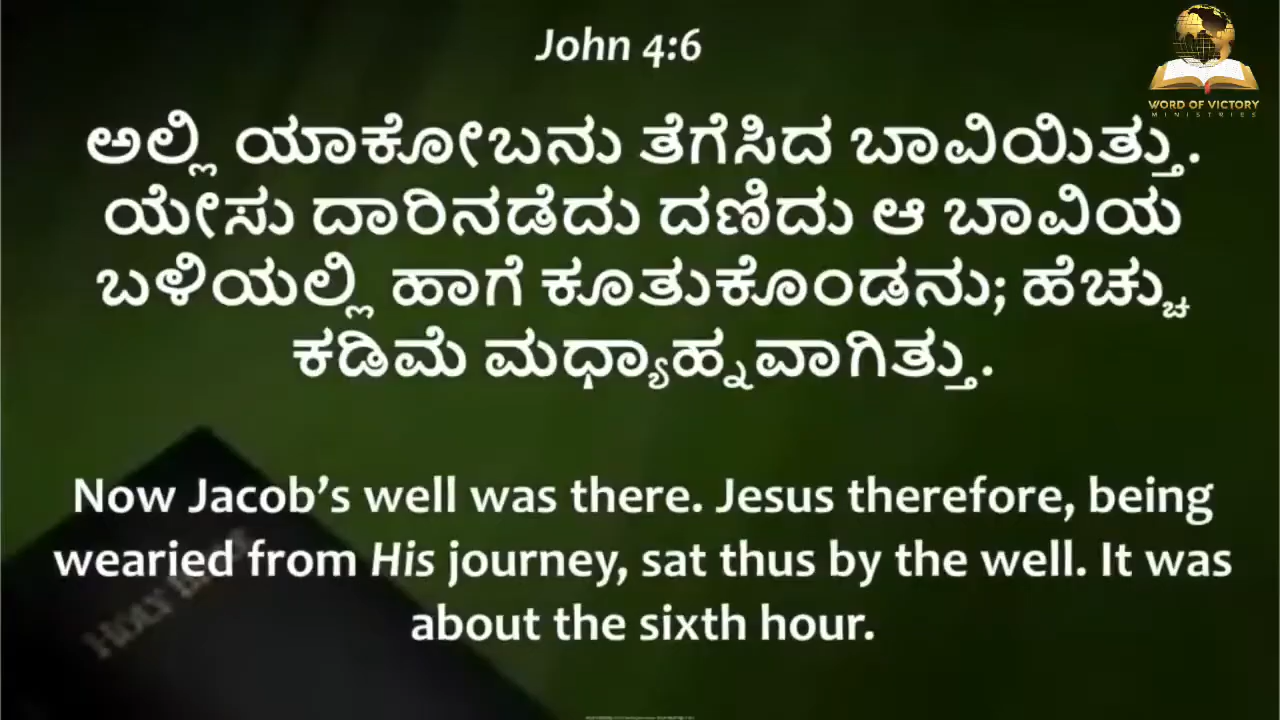 John 4:6
WORD OF VICTORY
MINISTRIES
ಅಲ್ಲಿ ಯಾಕೋಬನು ತೆಗೆಸಿದ ಬಾವಿಯಿತ್ತು.
ಯೇಸು ದಾರಿನಡೆದು ದಣಿದು ಆ ಬಾವಿಯ
ಬಳಿಯಲ್ಲಿ ಹಾಗೆ ಕೂತುಕೊಂಡನು; ಹೆಚ್ಚು
ಕಡಿಮೆ ಮಧ್ಯಾಹ್ನವಾಗಿತ್ತು.
Now Jacob’s well was there. Jesus therefore, being
wearied from His journey, sat thus by the well. It was
about the sixth hour.
HOLY BIBLE